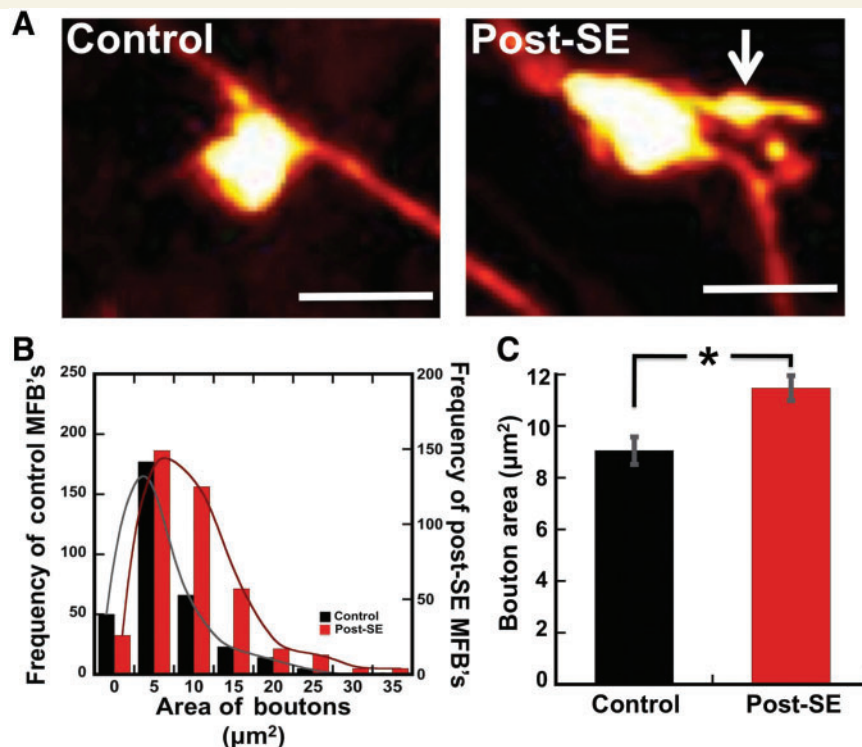 A
Control
Post-SE
B
Frequency of control MFB's
250
200
150
100
50
0
Frequency of post-SE MFB's
200
150
100
50
0
Control
Post-SE
0 5 10 15 20 25 30 35
Area of boutons
(µm²)
C
*
Bouton area (µm²)
12
12
10
8
6
4
2
0
Control Post-SE